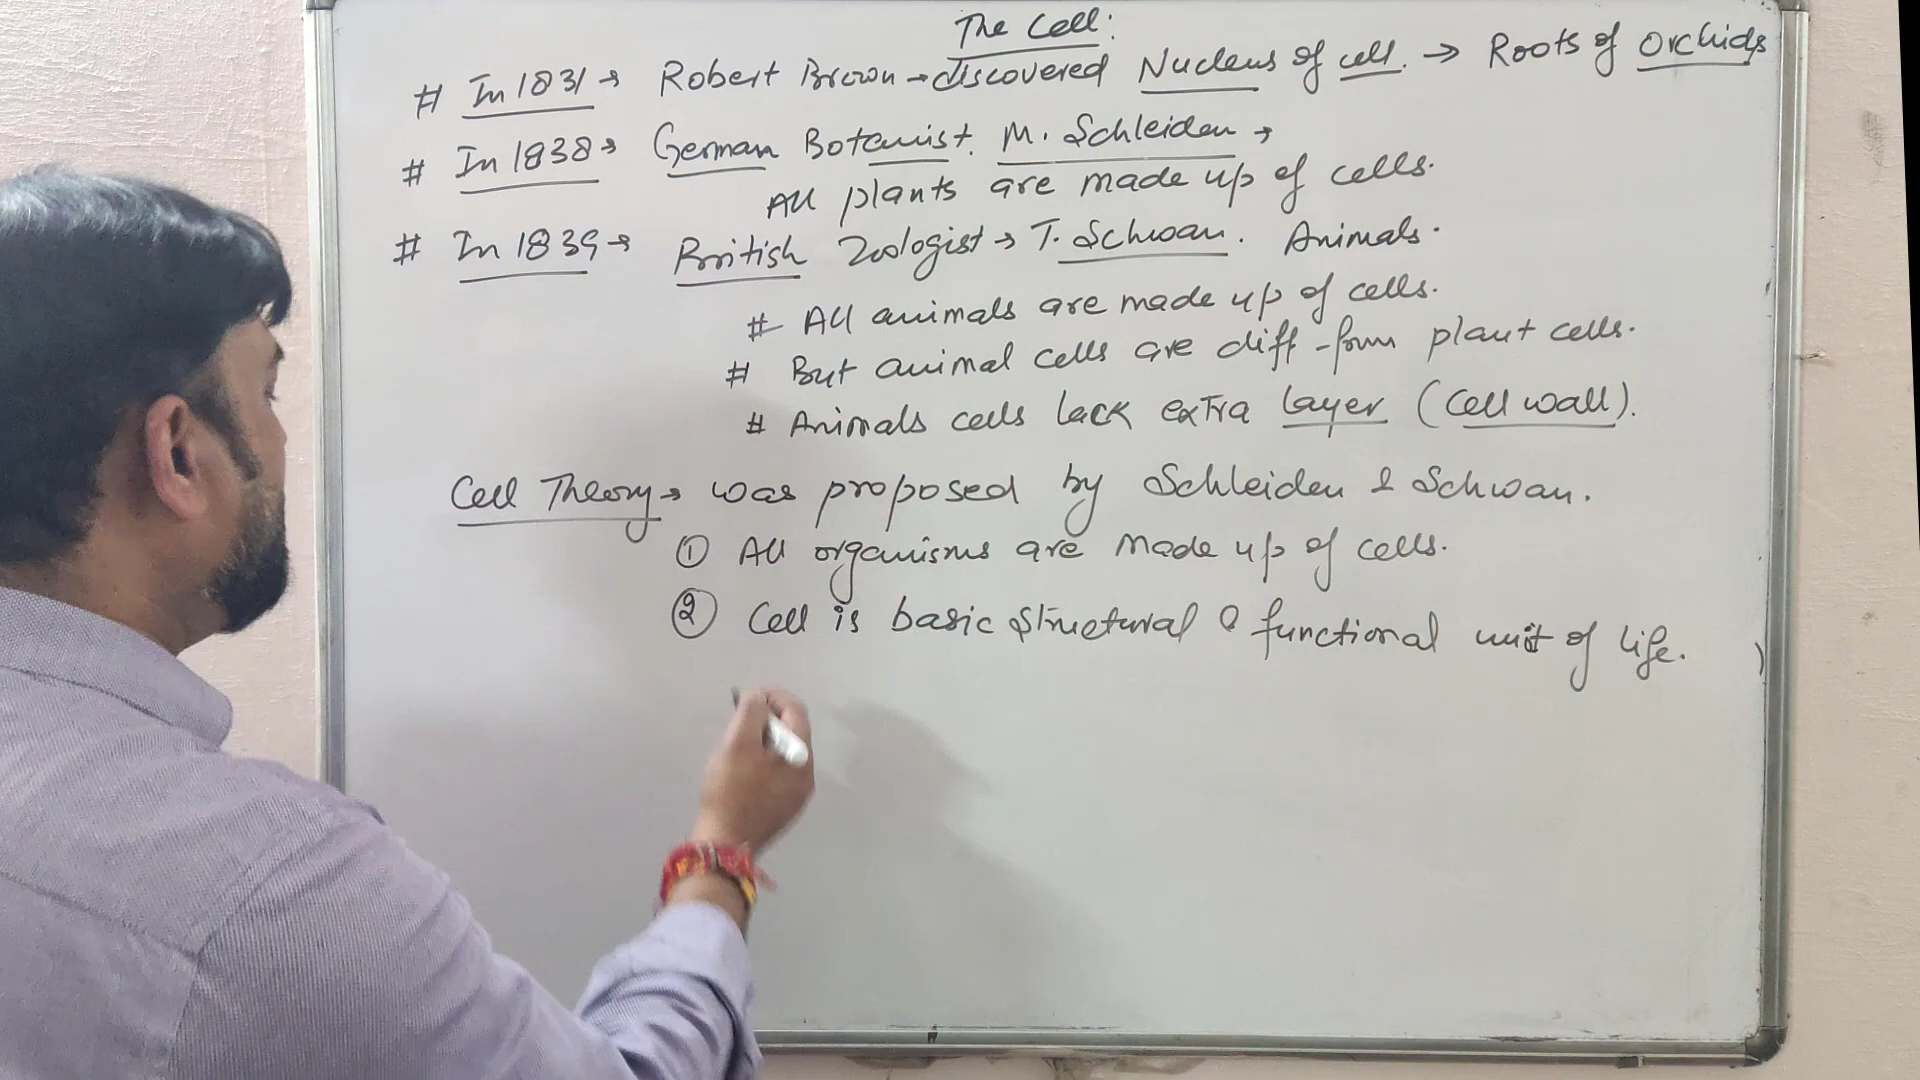 The Cell:
# In 1831 → Robert Brown → discovered Nucleus of cell. → Roots of Orchids
# In 1838 → German Botanist. M. Schleiden →
All plants are made up of cells.
# In 1839 → British Zoologist → T. Schwan. Animals.
# All animals are made up of cells.
# But animal cells are diff from plant cells.
# Animals cells lack extra layer (Cell wall).
Cell Theory → was proposed by Schleiden & Schwan.
① All organisms are made up of cells.
② Cell is basic structural & functional unit of life.